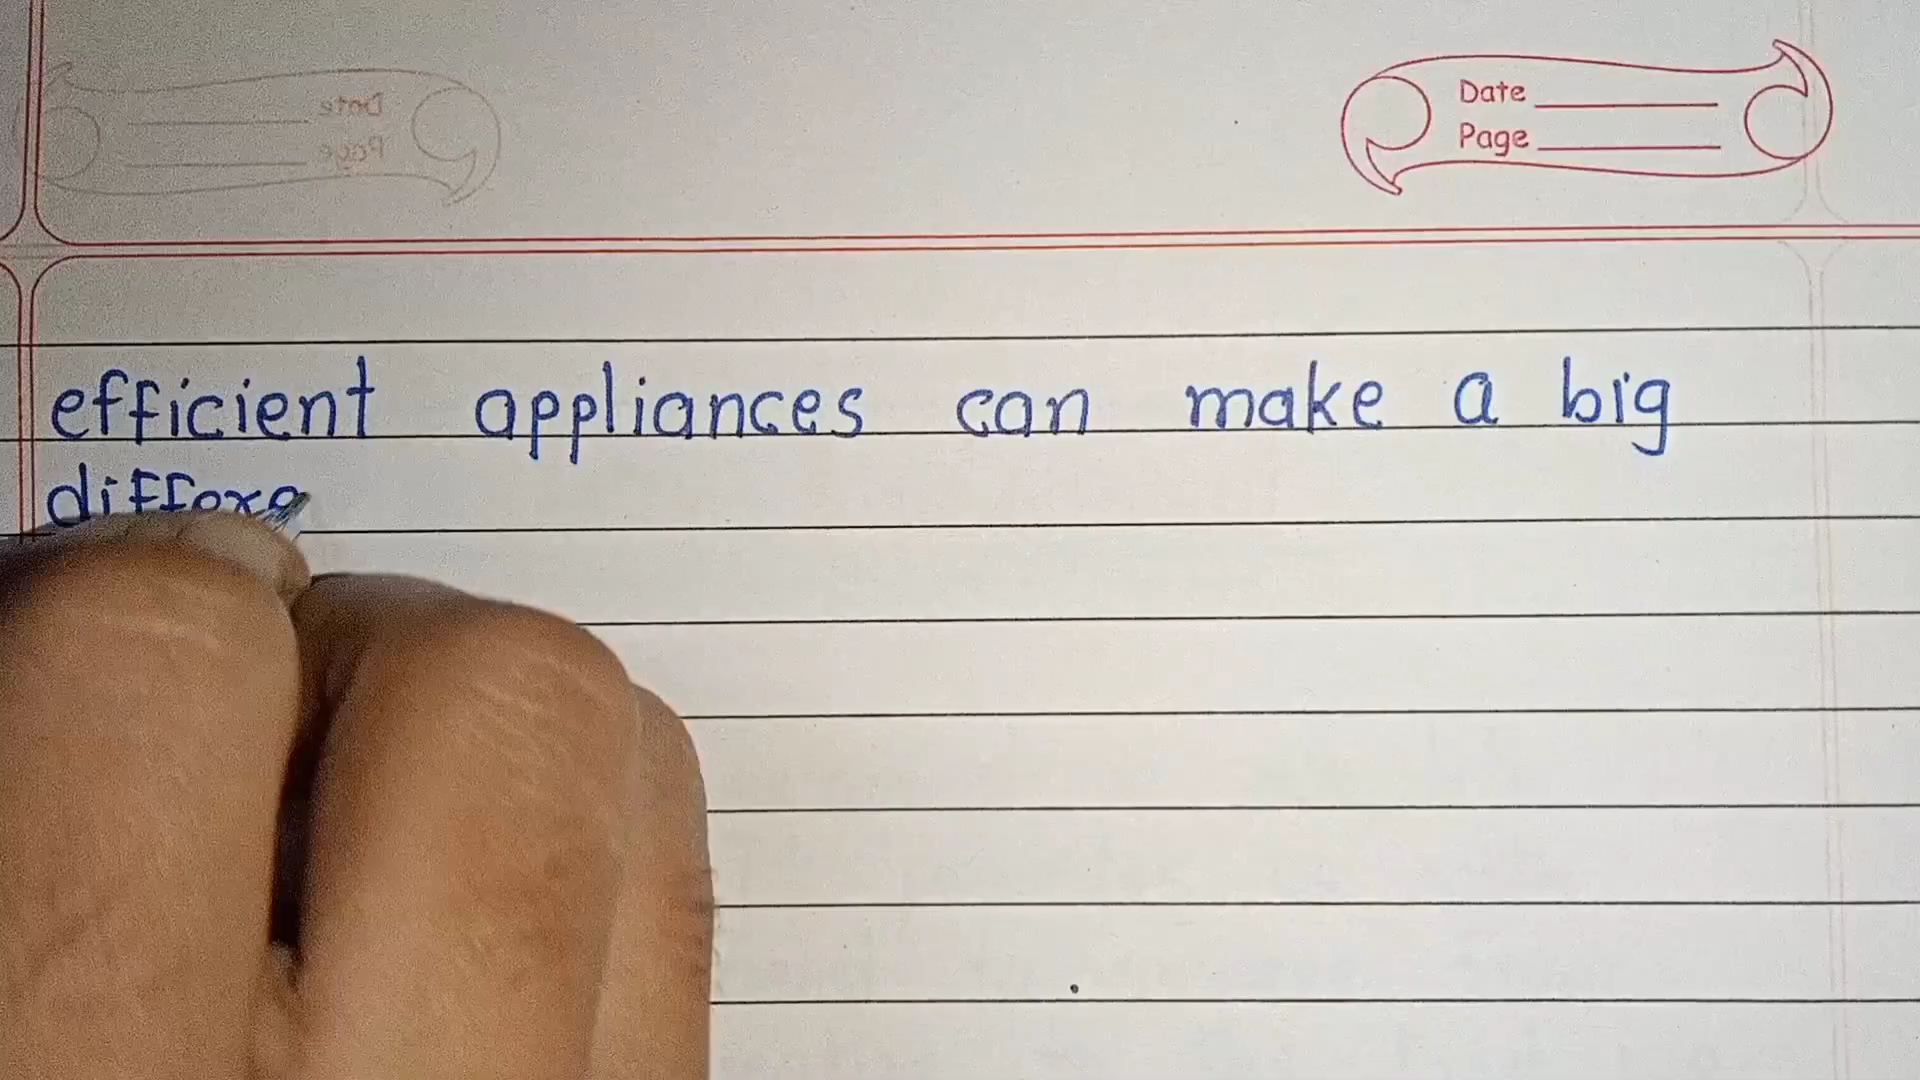 Date
Page
efficient appliances can make a big
differe